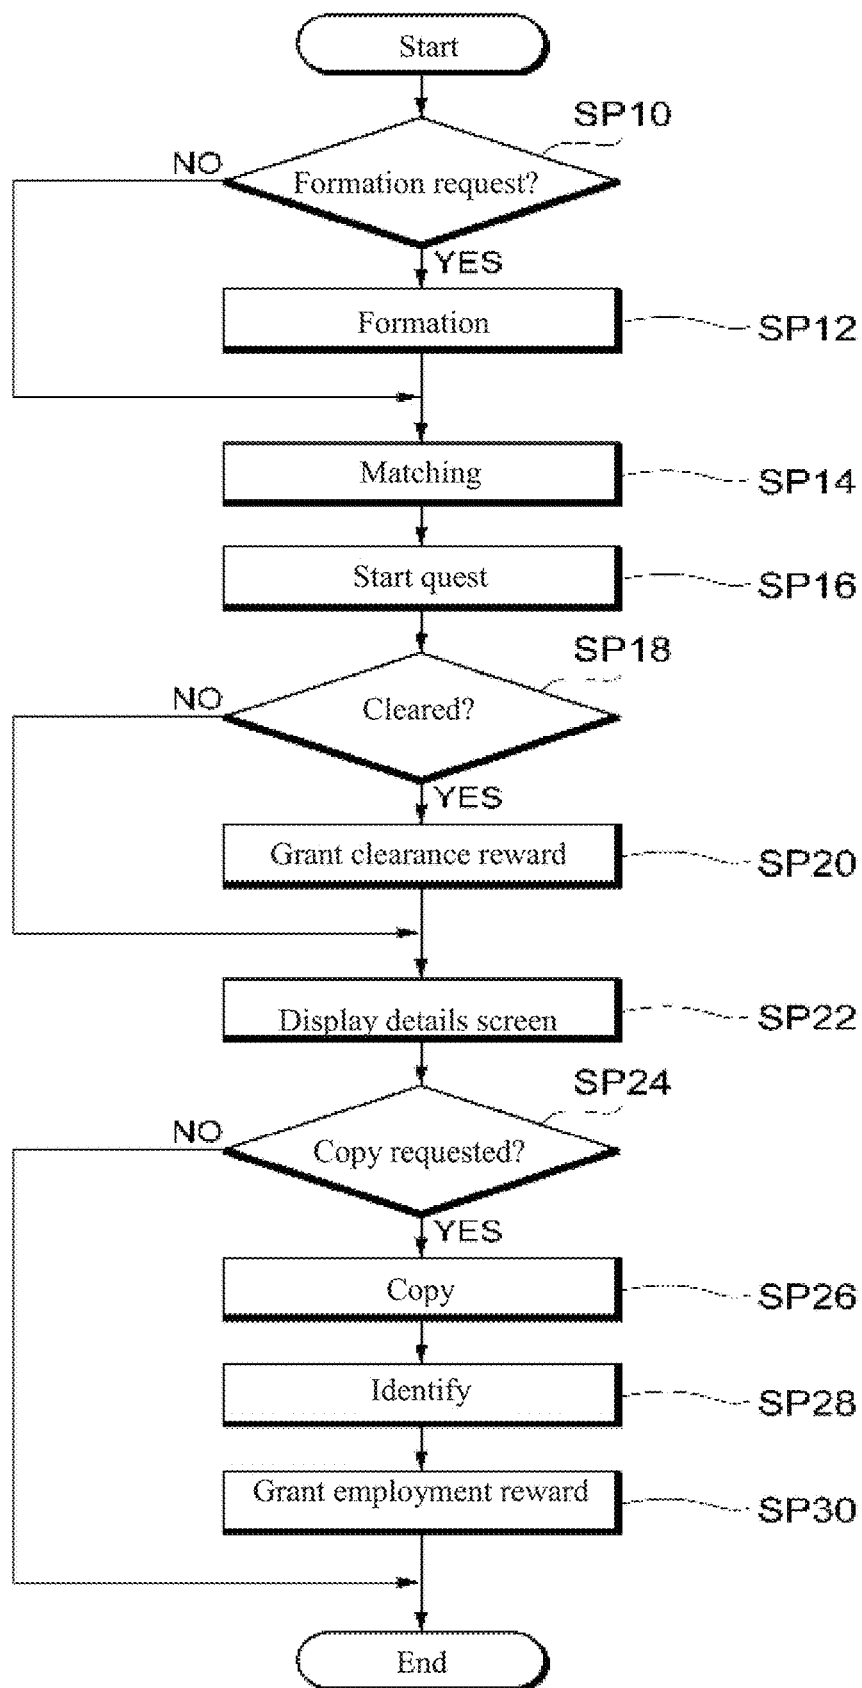 Start
SP10
NO
Formation request?
YES
Formation
SP12
Matching
SP14
Start quest
SP16
SP18
NO
Cleared?
YES
Grant clearance reward
SP20
Display details screen
SP22
SP24
NO
Copy requested?
YES
Copy
SP26
Identify
SP28
Grant employment reward
SP30
End